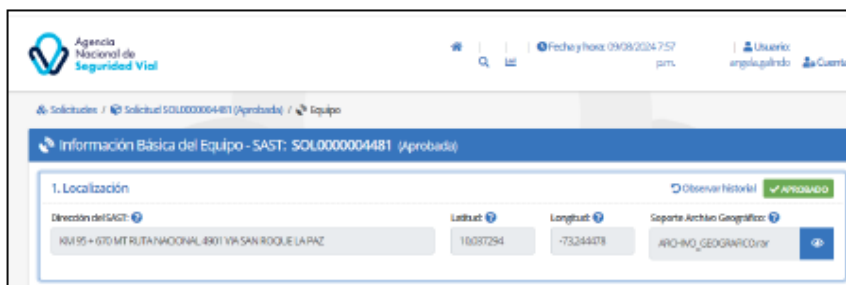 Agencia
Nacional de
Seguridad Vial
Fecha y hora: 09/08/2024 7:57
p.m.
Usuario:
angela.galindo
Cuenta
Solicitudes / Solicitud SOL0000004481 (Aprobada) / Equipo
Información Básica del Equipo - SAST: SOL0000004481 (Aprobada)
1. Localización
Observar historial
APROBADO
Dirección del SAST:
Latitud:
Longitud:
Soporte Archivo Geográfico:
KM 95 + 670 MT RUTA NACIONAL 4901 VIA SAN ROQUE LA PAZ
10,037294
-73,244478
ARCHIVO_GEOGRAFICO.rar